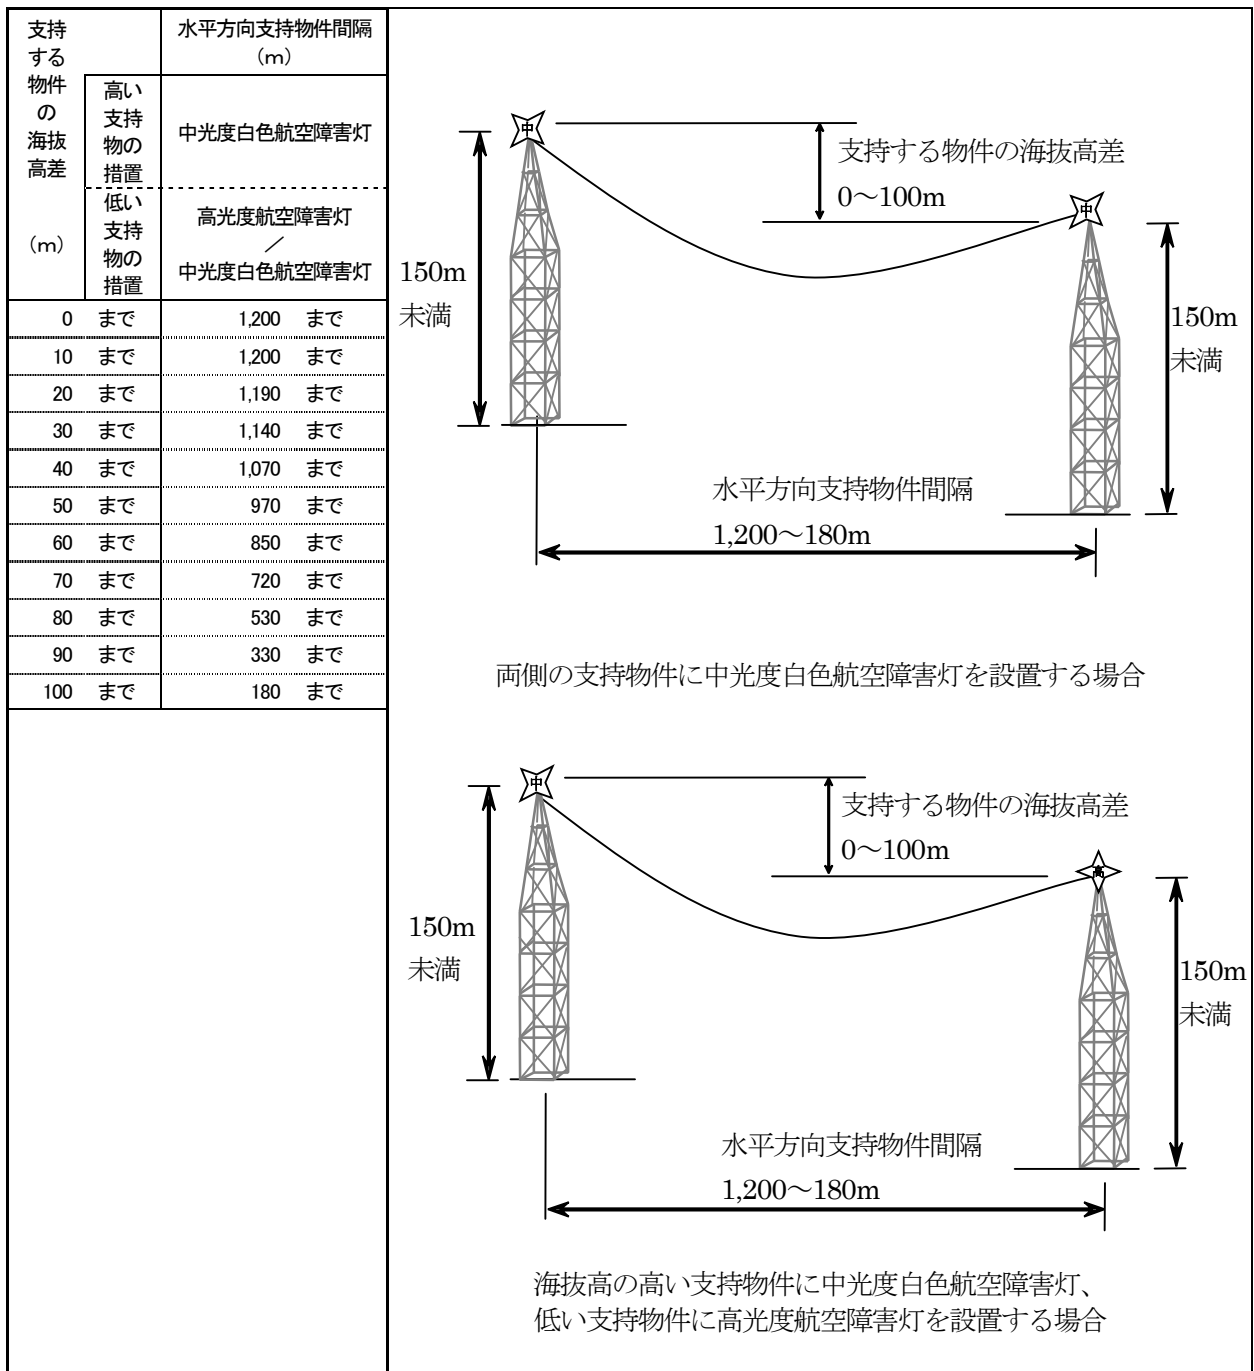 支持
する
物件
の
海抜
高差
(m)
水平方向支持物件間隔
(m)
高い
支持
物の
措置
中光度白色航空障害灯
低い
支持
物の
措置
高光度航空障害灯
／
中光度白色航空障害灯
0 まで 1,200 まで
10 まで 1,200 まで
20 まで 1,190 まで
30 まで 1,140 まで
40 まで 1,070 まで
50 まで 970 まで
60 まで 850 まで
70 まで 720 まで
80 まで 530 まで
90 まで 330 まで
100 まで 180 まで
中
支持する物件の海抜高差
0～100m
中
150m
未満
150m
未満
水平方向支持物件間隔
1,200～180m
両側の支持物件に中光度白色航空障害灯を設置する場合
中
支持する物件の海抜高差
0～100m
高
150m
未満
150m
未満
水平方向支持物件間隔
1,200～180m
海抜高の高い支持物件に中光度白色航空障害灯、
低い支持物件に高光度航空障害灯を設置する場合